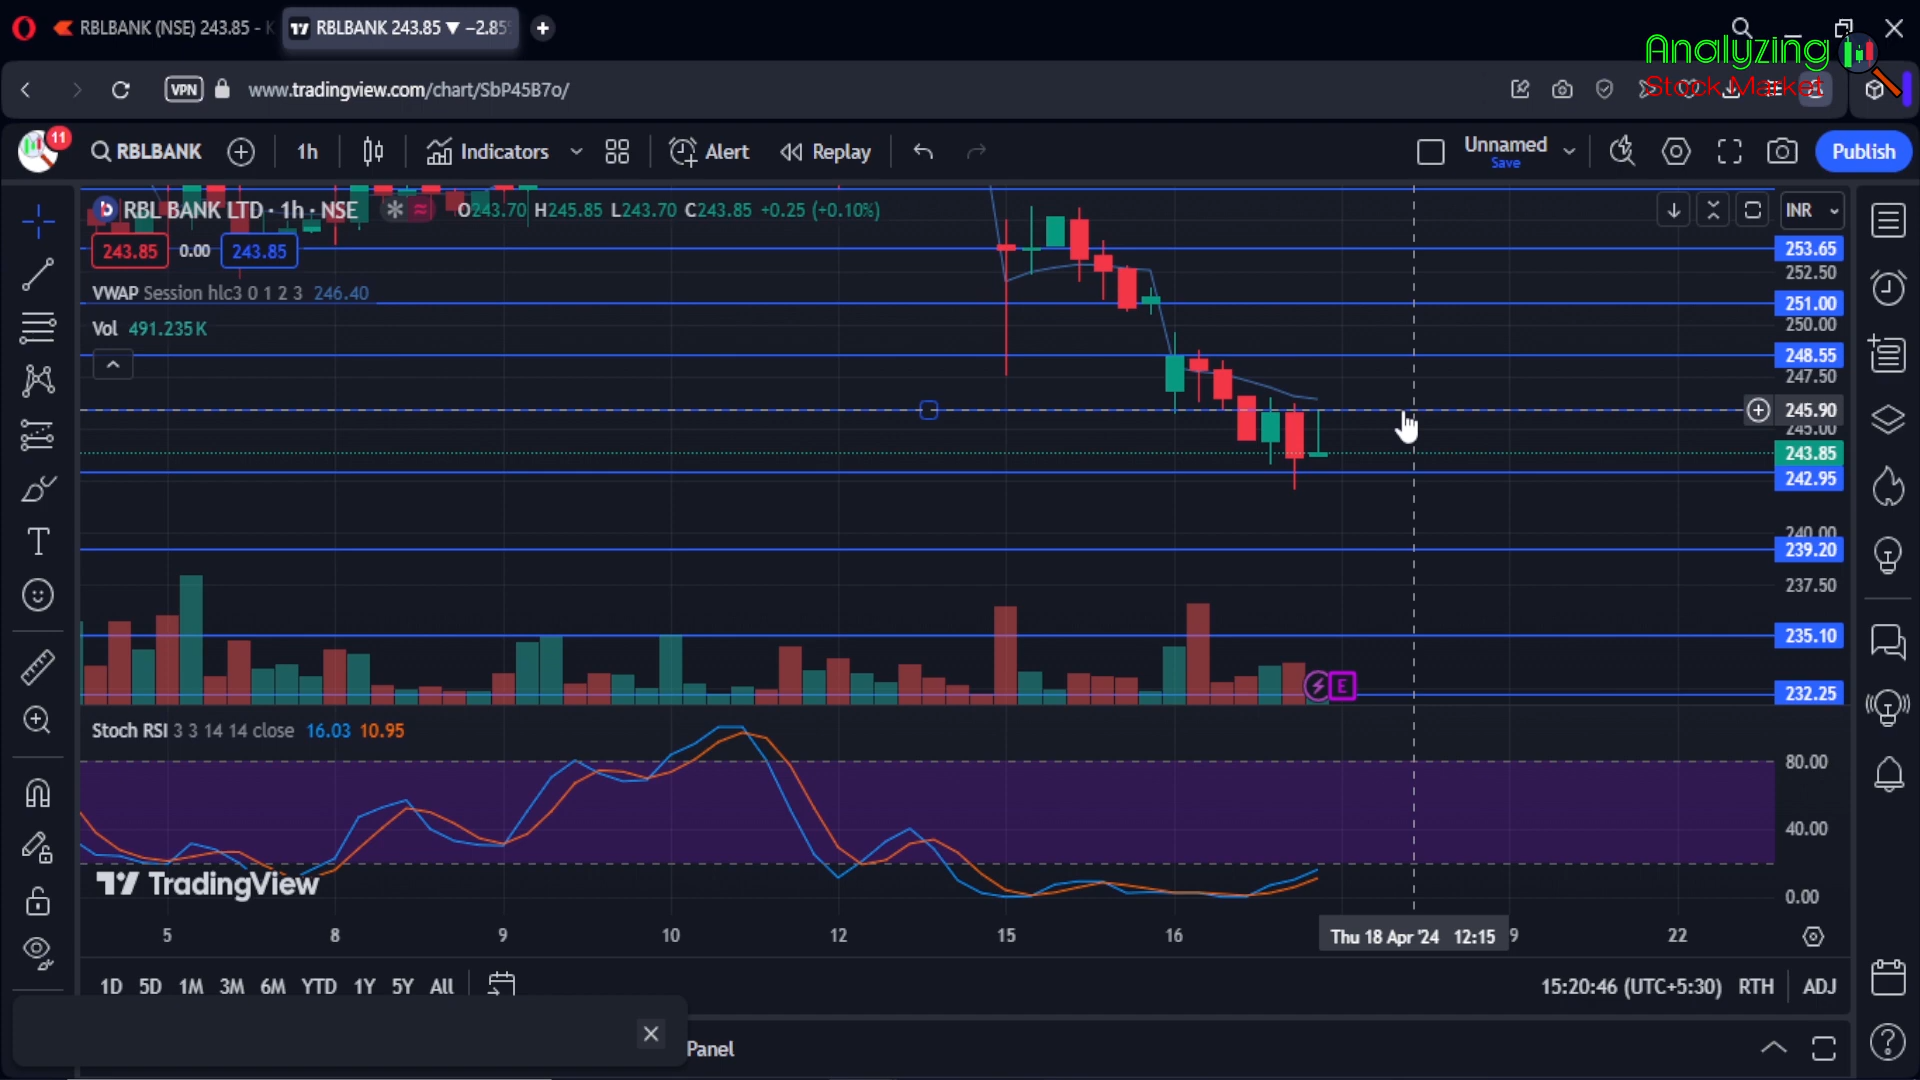 RBLBANK (NSE) 243.85 - K
RBLBANK 243.85 ▼ −2.85
Analyzing
Stock Market
VPN
www.tradingview.com/chart/SbP45B7o/
11
RBLBANK
1h
Indicators
Alert
Replay
Unnamed
Save
Publish
RBL BANK LTD · 1h · NSE
O243.70 H245.85 L243.70 C243.85 +0.25 (+0.10%)
INR
243.85
0.00
243.85
VWAP Session hlc3 0 1 2 3 246.40
Vol 491.235K
253.65
252.50
251.00
250.00
248.55
247.50
245.90
245.00
243.85
242.95
240.00
239.20
237.50
235.10
232.25
E
Stoch RSI 3 3 14 14 close 16.03 10.95
80.00
40.00
0.00
TradingView
5 8 9 10 12 15 16 Thu 18 Apr '24 12:15 9 22
1D 5D 1M 3M 6M YTD 1Y 5Y All
15:20:46 (UTC+5:30) RTH ADJ
Panel